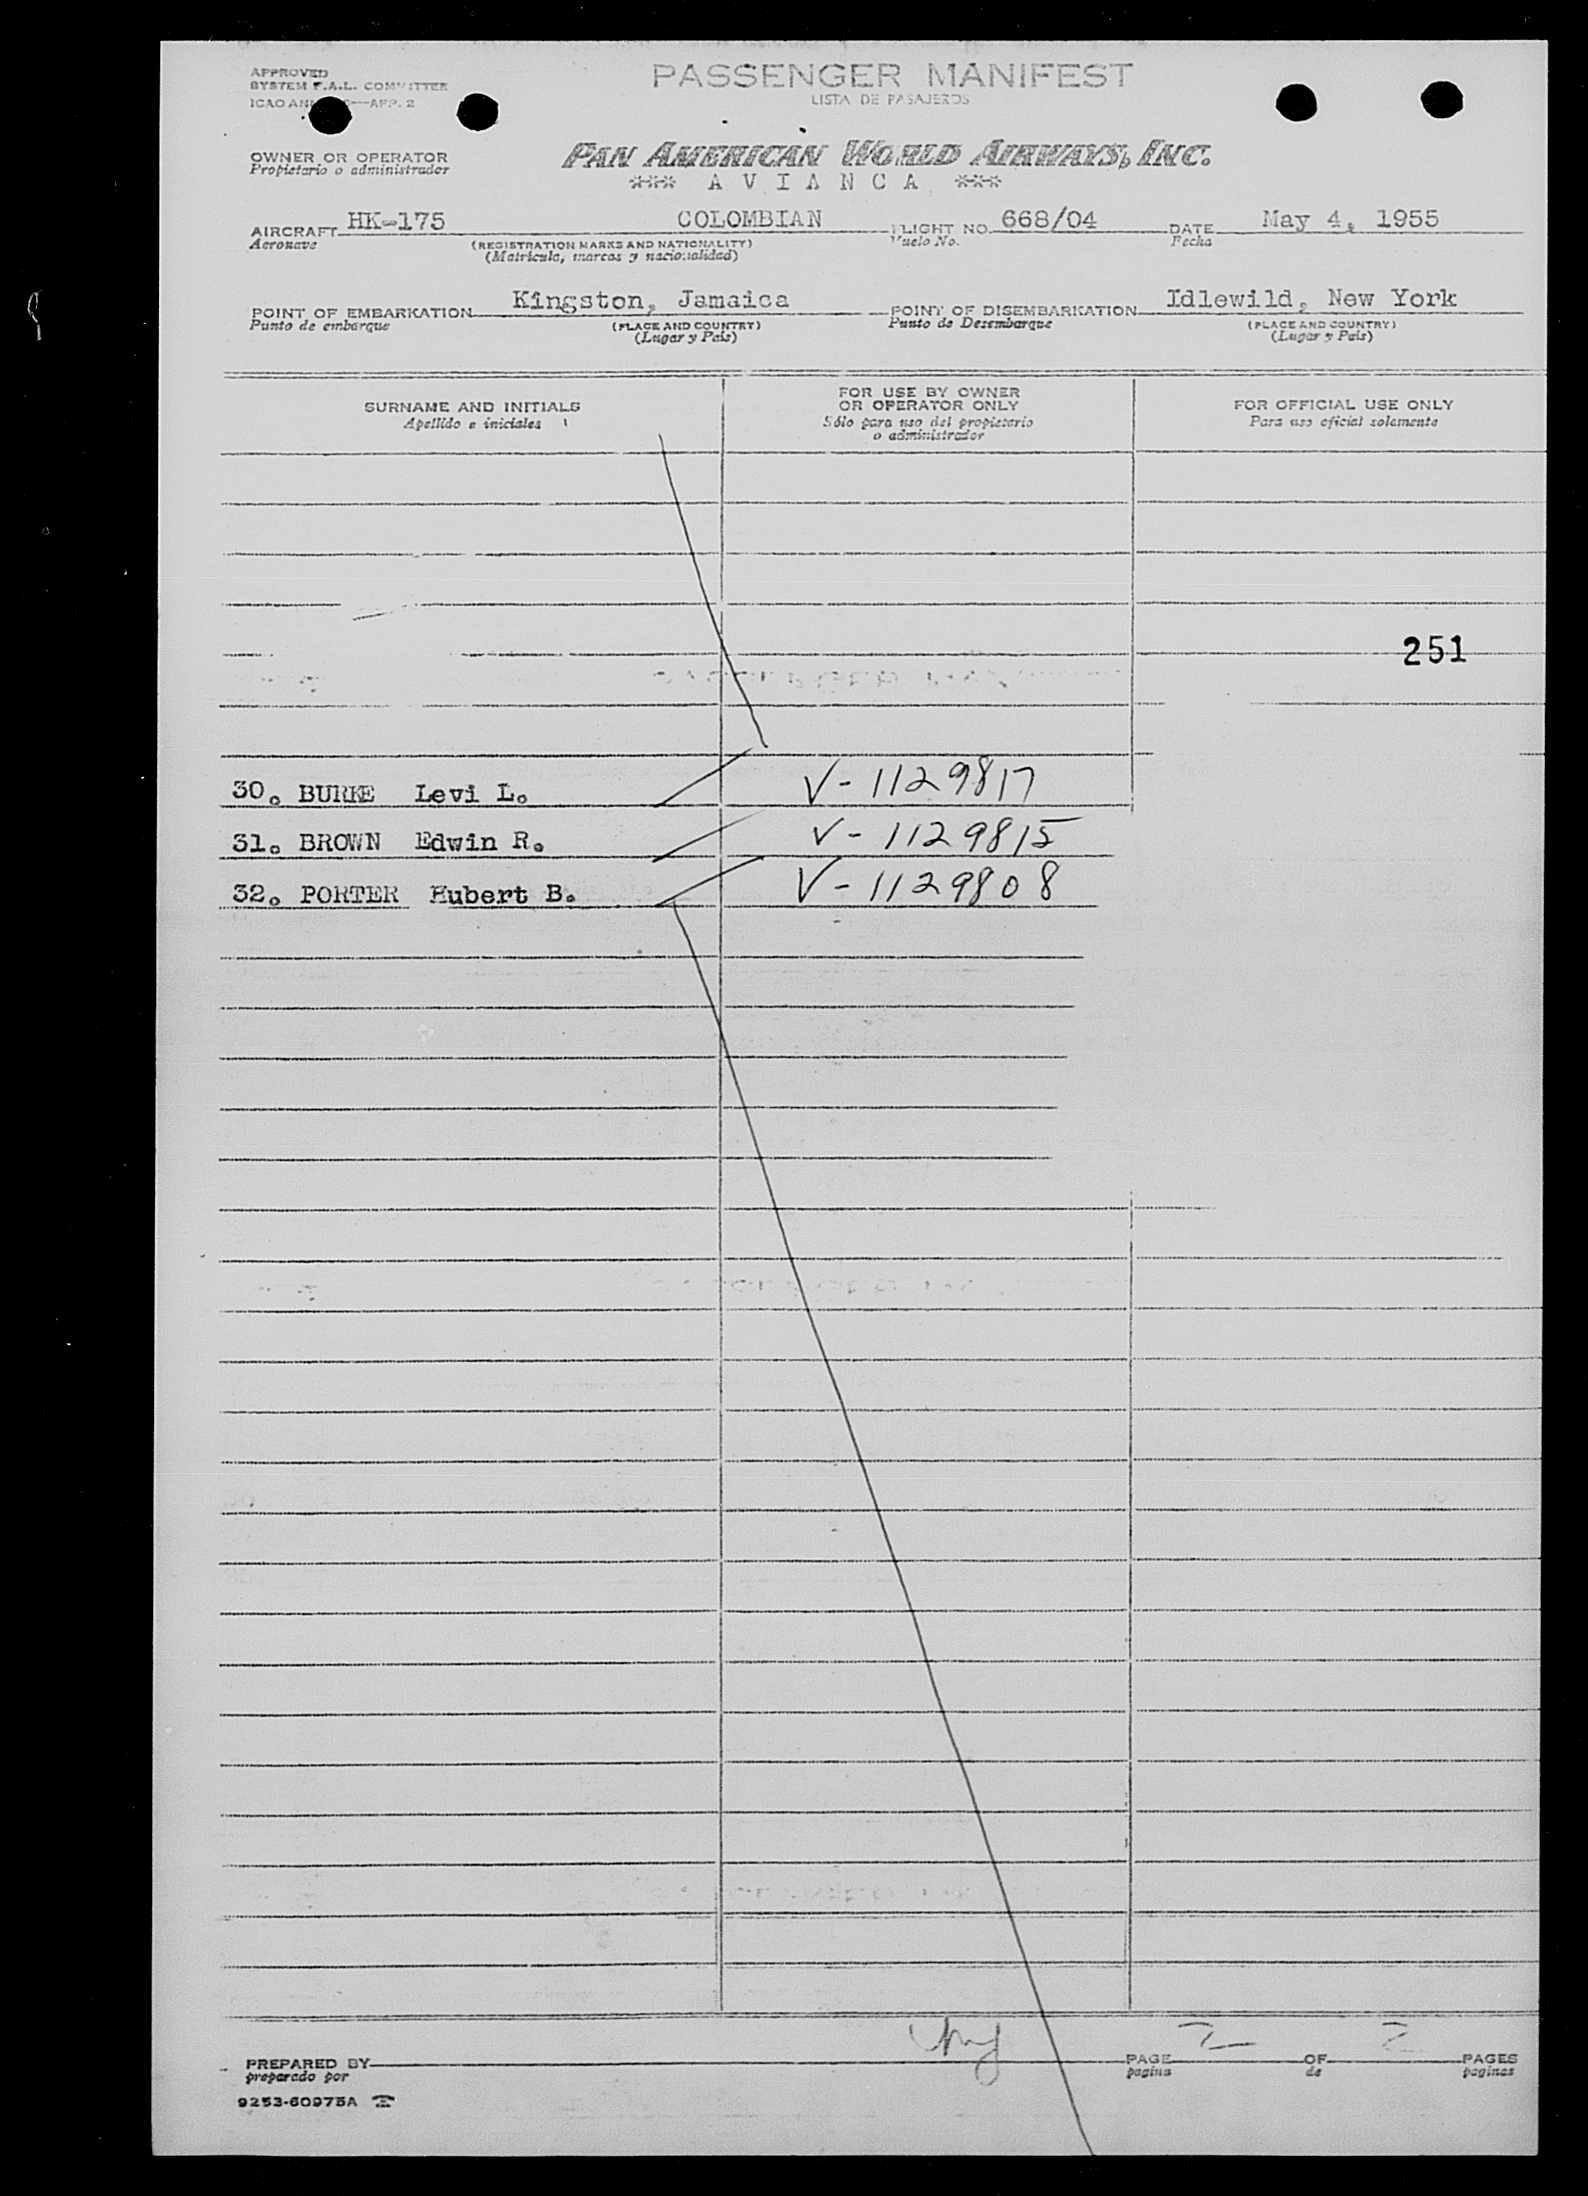 APPROVED
SYSTEM F.A.L. COMMITTEE
ICAO —APP. 2
PASSENGER MANIFEST
LISTA DE PASAJEROS
OWNER OR OPERATOR
Propietario o administrador
PAN AMERICAN WORLD AIRWAYS, INC.
*** A V I A N C A ***
AIRCRAFT HK-175 COLOMBIAN FLIGHT NO. 668/04 DATE May 4, 1955
Aeronave (REGISTRATION MARKS AND NATIONALITY) Vuelo No. Fecha
(Matricula, marcas y nacionalidad)
POINT OF EMBARKATION Kingston, Jamaica POINT OF DISEMBARKATION Idlewild, New York
Punto de embarque (PLACE AND COUNTRY) Punto de Desembarque (PLACE AND COUNTRY)
(Lugar y País) (Lugar y País)
SURNAME AND INITIALS
Apellido e iniciales
FOR USE BY OWNER
OR OPERATOR ONLY
Sólo para uso del propietario
o administrador
FOR OFFICIAL USE ONLY
Para uso oficial solamente
251
30. BURKE Levi L. V-1129817
31. BROWN Edwin R. V-1129815
32. PORTER Hubert B. V-1129808
PREPARED BY PAGE 2 OF 2 PAGES
preparado por pagina de paginas
9253-60975A